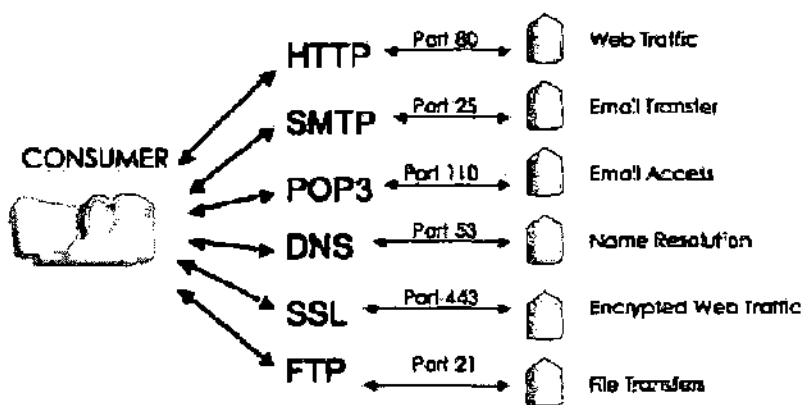 HTTP Port 80 Web Traffic
SMTP Port 25 Email Transfer
CONSUMER
POP3 Port 110 Email Access
DNS Port 53 Name Resolution
SSL Port 443 Encrypted Web Traffic
FTP Port 21 File Transfers